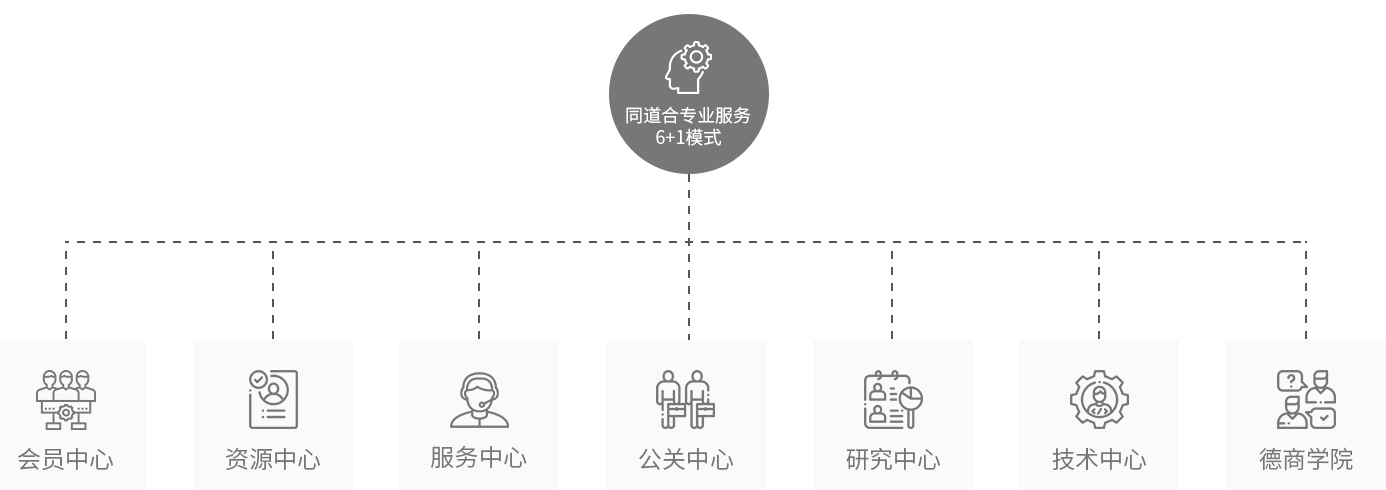 同道合专业服务
6+1模式
会员中心
资源中心
服务中心
公关中心
研究中心
技术中心
德商学院